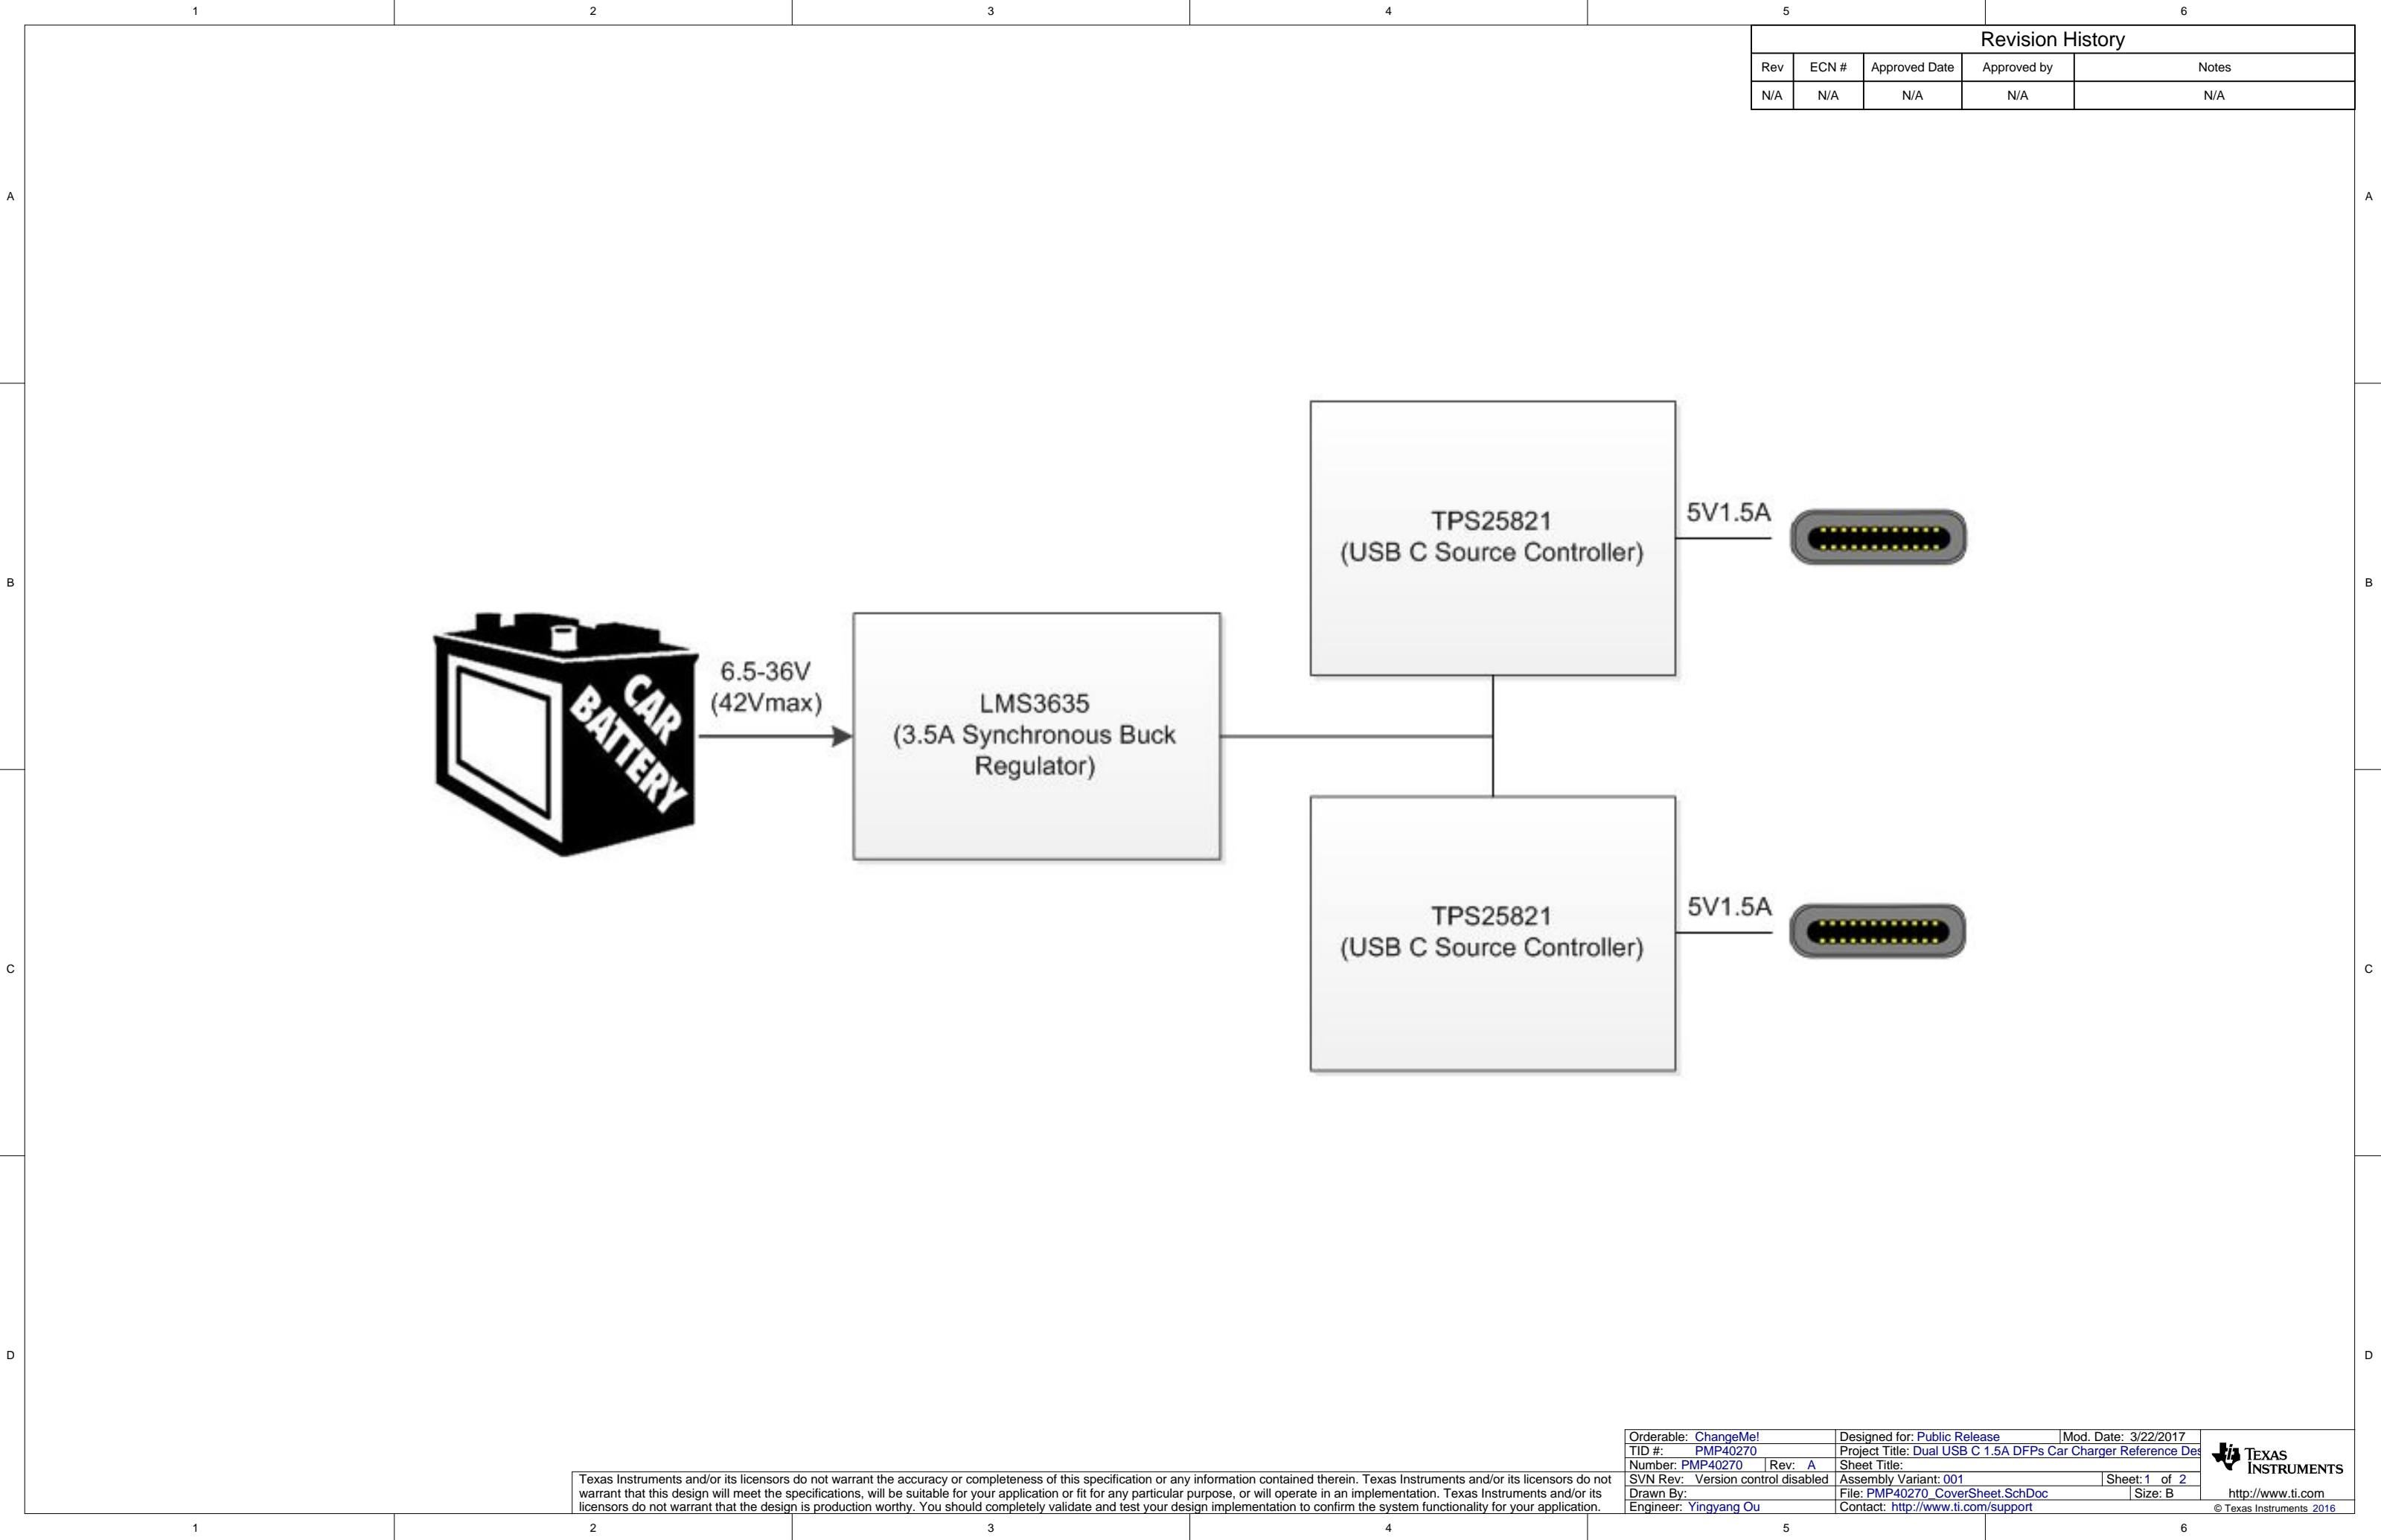 1 2 3 4 5 6
Revision History
Rev ECN # Approved Date Approved by Notes
N/A N/A N/A N/A N/A
A A
TPS25821
(USB C Source Controller)
5V1.5A
B B
CAR
BATTERY
6.5-36V
(42Vmax)
LMS3635
(3.5A Synchronous Buck
Regulator)
TPS25821
(USB C Source Controller)
5V1.5A
C C
D D
Texas Instruments and/or its licensors do not warrant the accuracy or completeness of this specification or any information contained therein. Texas Instruments and/or its licensors do not
warrant that this design will meet the specifications, will be suitable for your application or fit for any particular purpose, or will operate in an implementation. Texas Instruments and/or its
licensors do not warrant that the design is production worthy. You should completely validate and test your design implementation to confirm the system functionality for your application.
Orderable: ChangeMe! Designed for: Public Release Mod. Date: 3/22/2017
TID #: PMP40270 Project Title: Dual USB C 1.5A DFPs Car Charger Reference Des
Number: PMP40270 Rev: A Sheet Title:
SVN Rev: Version control disabled Assembly Variant: 001 Sheet: 1 of 2
Drawn By: File: PMP40270_CoverSheet.SchDoc Size: B
Engineer: Yingyang Ou Contact: http://www.ti.com/support
TEXAS
INSTRUMENTS
http://www.ti.com
© Texas Instruments 2016
1 2 3 4 5 6